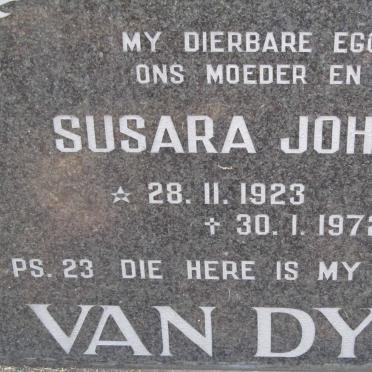 MY DIERBARE EGG
ONS MOEDER EN
SUSARA JOH
☆ 28.11.1923
✝ 30.1.1972
PS. 23 DIE HERE IS MY
VAN DY